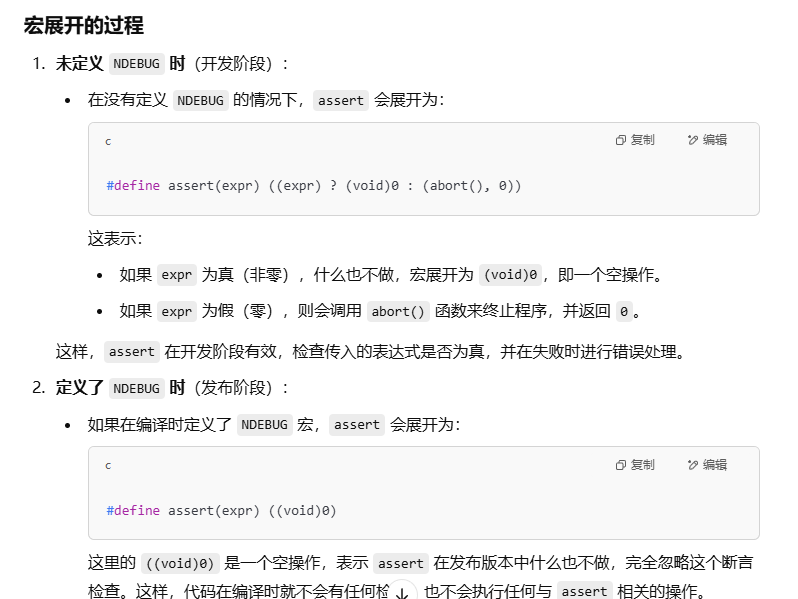 宏展开的过程
1. 未定义 NDEBUG 时（开发阶段）：
• 在没有定义 NDEBUG 的情况下，assert 会展开为：
c 复制 编辑
#define assert(expr) ((expr) ? (void)0 : (abort(), 0))
这表示：
• 如果 expr 为真（非零），什么也不做，宏展开为 (void)0，即一个空操作。
• 如果 expr 为假（零），则会调用 abort() 函数来终止程序，并返回 0。
这样，assert 在开发阶段有效，检查传入的表达式是否为真，并在失败时进行错误处理。
2. 定义了 NDEBUG 时（发布阶段）：
• 如果在编译时定义了 NDEBUG 宏，assert 会展开为：
c 复制 编辑
#define assert(expr) ((void)0)
这里的 ((void)0) 是一个空操作，表示 assert 在发布版本中什么也不做，完全忽略这个断言
检查。这样，代码在编译时就不会有任何 也不会执行任何与 assert 相关的操作。